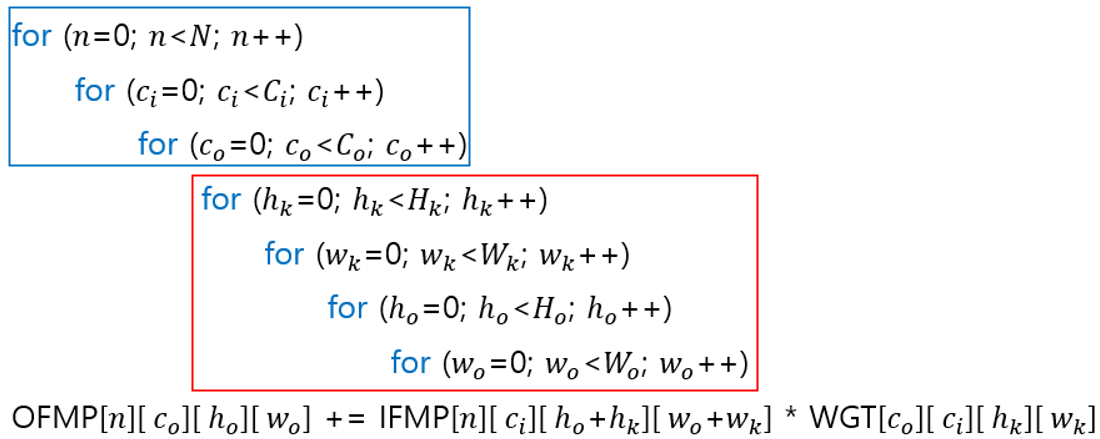 for (n=0; n<N; n++)
for (c_i=0; c_i<C_i; c_i++)
for (c_o=0; c_o<C_o; c_o++)
for (h_k=0; h_k<H_k; h_k++)
for (w_k=0; w_k<W_k; w_k++)
for (h_o=0; h_o<H_o; h_o++)
for (w_o=0; w_o<W_o; w_o++)
OFMP[n][c_o][h_o][w_o] += IFMP[n][c_i][h_o+h_k][w_o+w_k] * WGT[c_o][c_i][h_k][w_k]